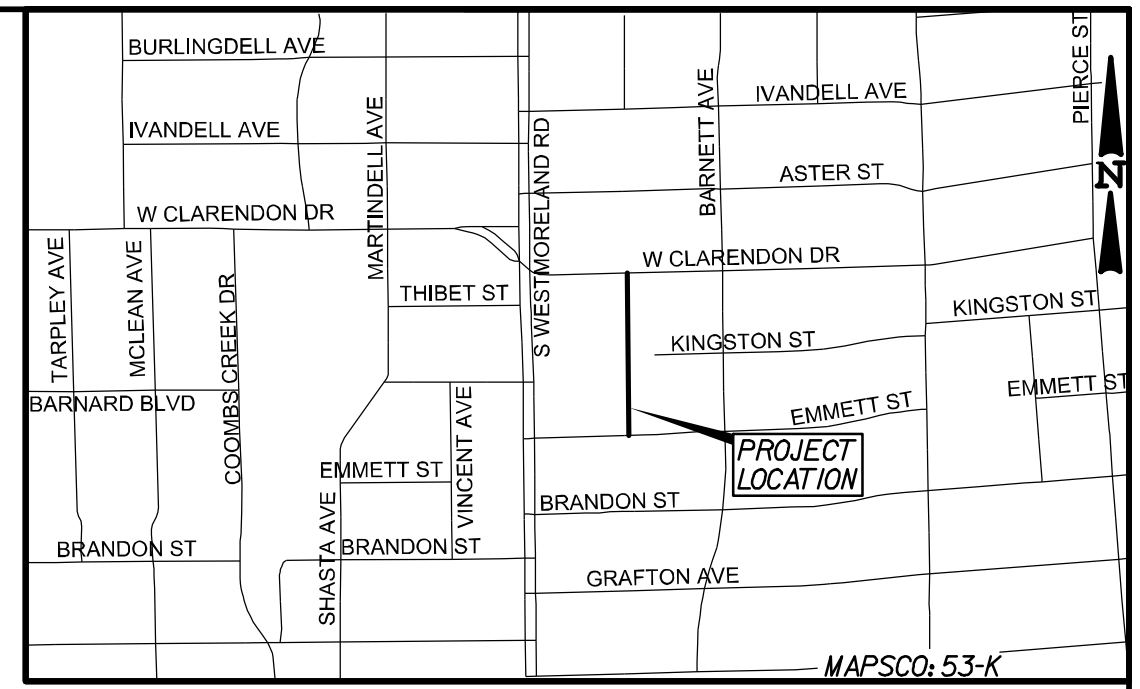 BURLINGDELL AVE
IVANDELL AVE
IVANDELL AVE
PIERCE ST
MARTINDELL AVE
S WESTMORELAND RD
BARNETT AVE
ASTER ST
N
W CLARENDON DR
W CLARENDON DR
TARPLEY AVE
MCLEAN AVE
COOMBS CREEK DR
THIBET ST
KINGSTON ST
KINGSTON ST
BARNARD BLVD
EMMETT ST
EMMETT ST
VINCENT AVE
PROJECT
LOCATION
EMMETT ST
SHASTA AVE
BRANDON ST
BRANDON ST
BRANDON ST
GRAFTON AVE
MAPSCO: 53-K